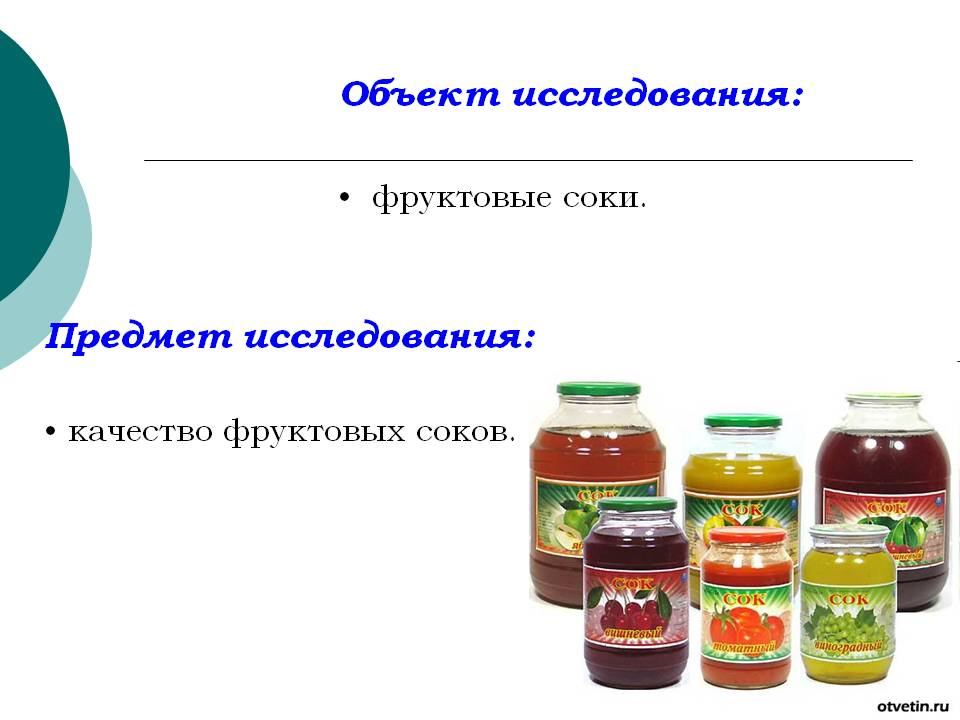 Объект исследования:
• фруктовые соки.
Предмет исследования:
• качество фруктовых соков.
СОК
СОК
СОК
СОК
вишневый
СОК
томатный
СОК
виноградный
otvetin.ru